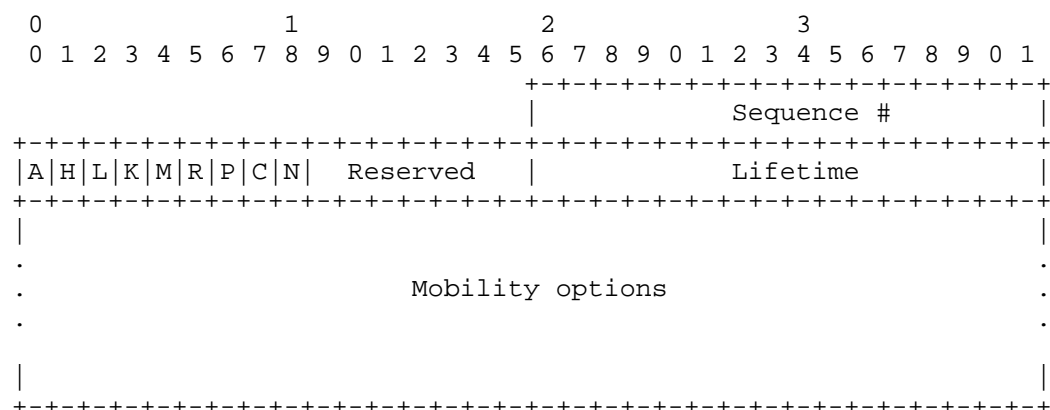 0                   1                   2                   3
 0 1 2 3 4 5 6 7 8 9 0 1 2 3 4 5 6 7 8 9 0 1 2 3 4 5 6 7 8 9 0 1
                                +-+-+-+-+-+-+-+-+-+-+-+-+-+-+-+-+
                                |           Sequence #          |
+-+-+-+-+-+-+-+-+-+-+-+-+-+-+-+-+-+-+-+-+-+-+-+-+-+-+-+-+-+-+-+-+
|A|H|L|K|M|R|P|C|N|  Reserved   |           Lifetime            |
+-+-+-+-+-+-+-+-+-+-+-+-+-+-+-+-+-+-+-+-+-+-+-+-+-+-+-+-+-+-+-+-+
|                                                               |
.                                                               .
.                        Mobility options                       .
.                                                               .
|                                                               |
+-+-+-+-+-+-+-+-+-+-+-+-+-+-+-+-+-+-+-+-+-+-+-+-+-+-+-+-+-+-+-+-+